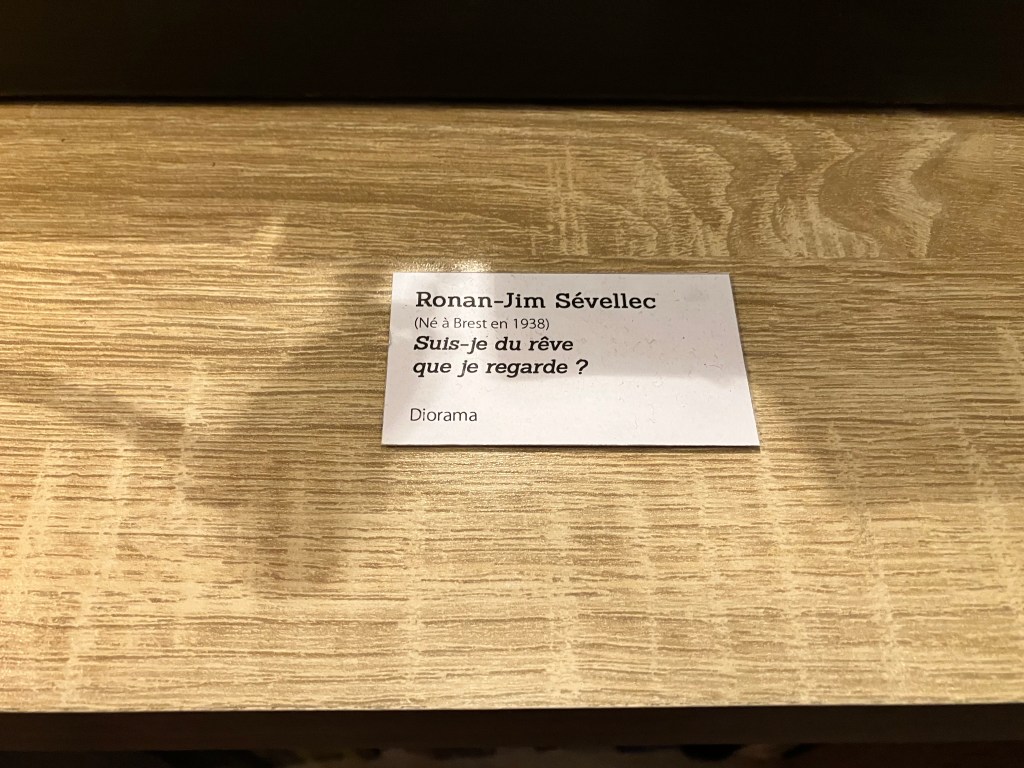 Ronan-Jim Sévellec
(Né à Brest en 1938)
Suis-je du rêve
que je regarde ?
Diorama